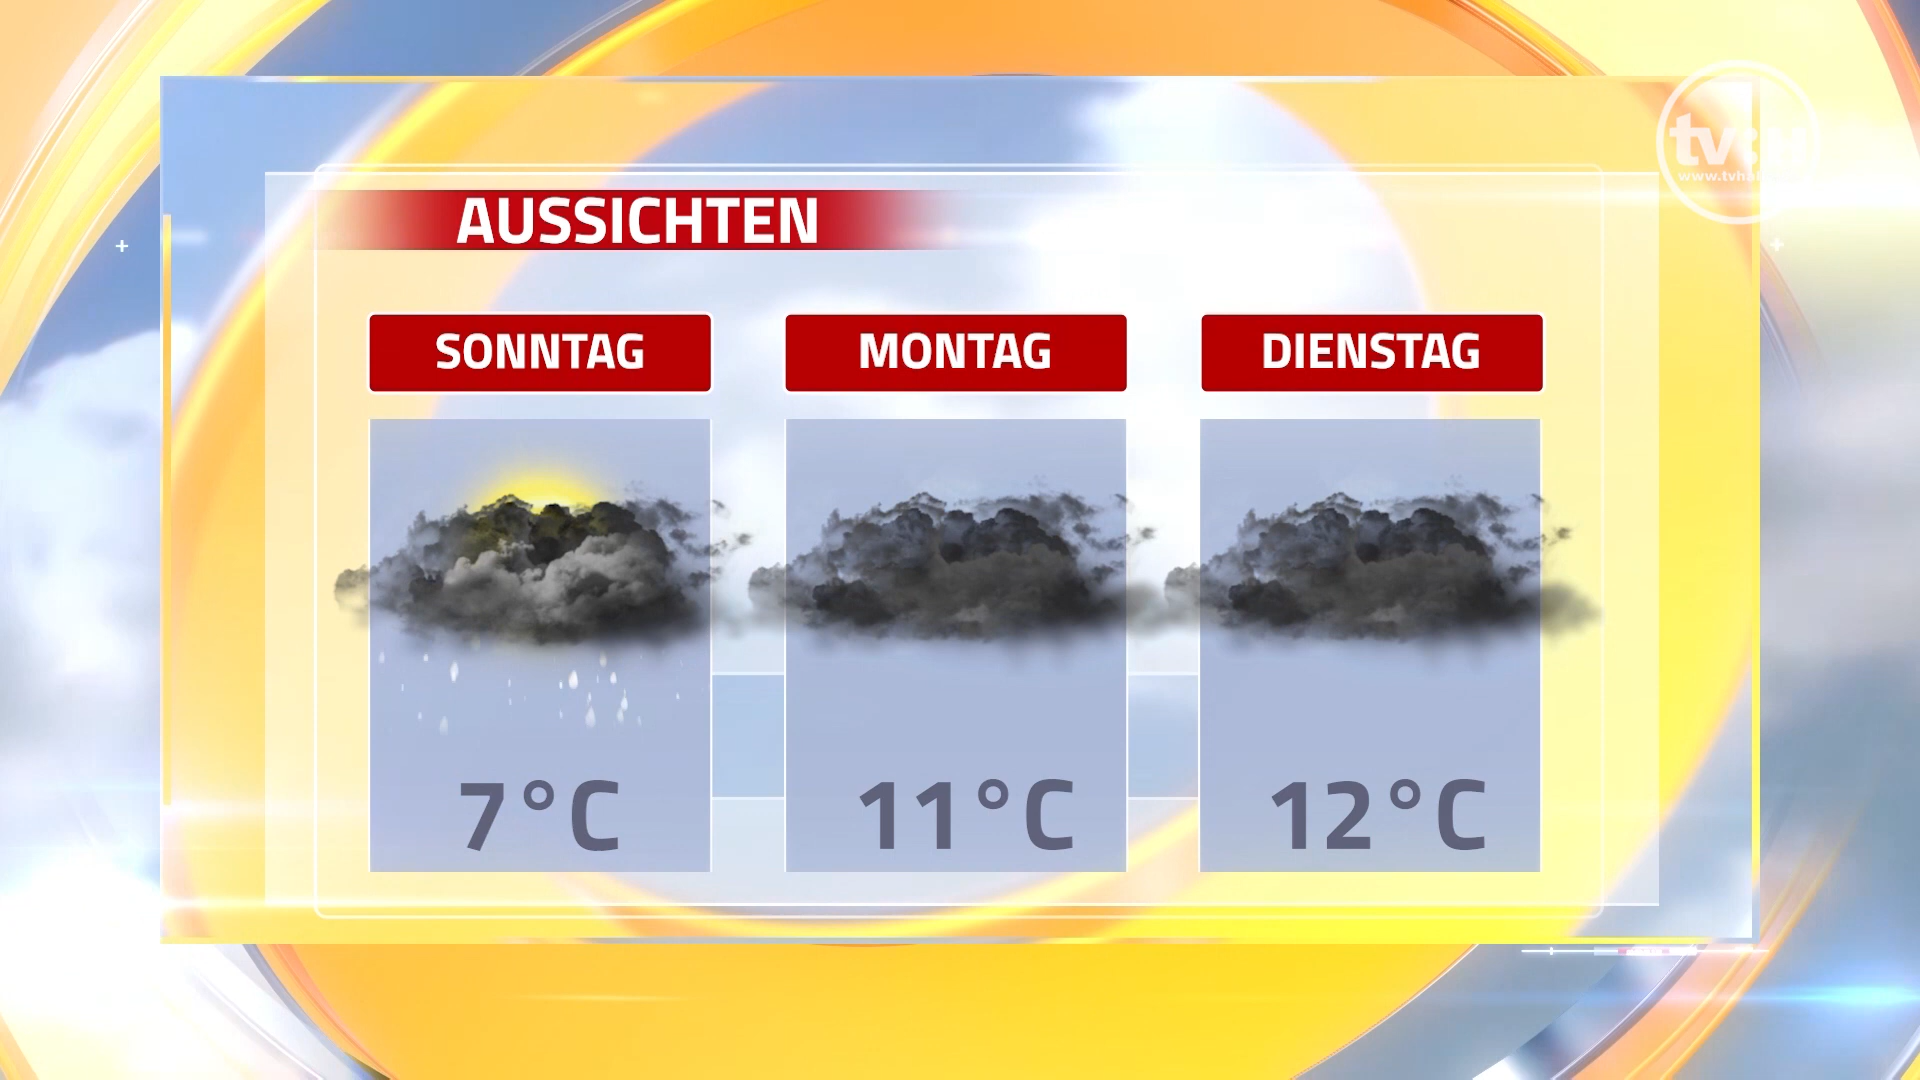 AUSSICHTEN
SONNTAG
MONTAG
DIENSTAG
7°C
11°C
12°C